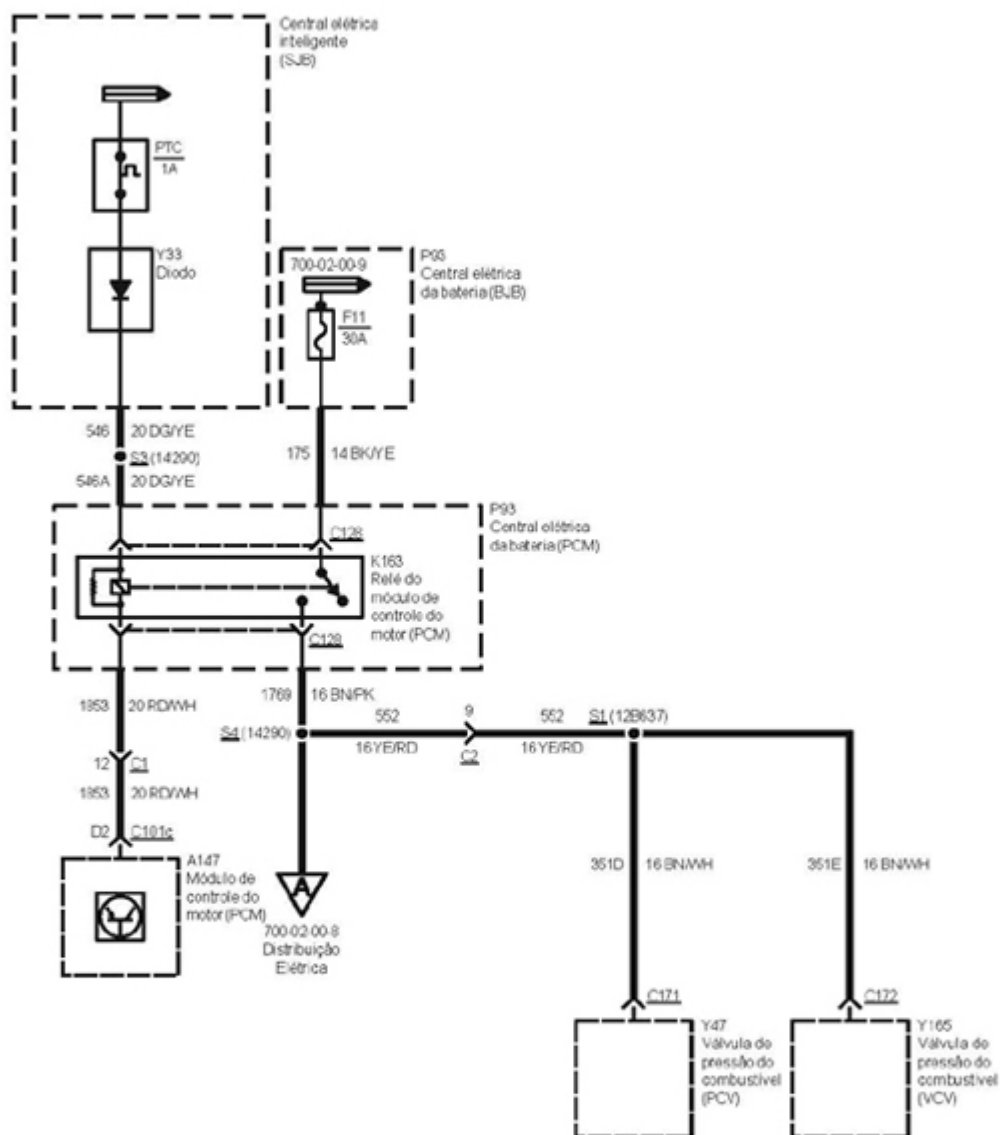 Central elétrica
inteligente
(SJB)
PTC
1A
Y33
Diodo
700-02-00-9
F11
30A
P93
Central elétrica
da bateria (BJB)
546
20 DG/YE
S3 (14290)
546A
20 DG/YE
175
14 BK/YE
C128
P93
Central elétrica
da bateria (PCM)
K163
Relé do
módulo de
controle do
motor (PCM)
C128
1853
20 RD/WH
12
C1
1853
20 RD/WH
D2
C101c
A147
Módulo de
controle do
motor (PCM)
1769
16 BN/PK
S4 (14290)
552
16 YE/RD
9
C2
552
16 YE/RD
S1 (12B637)
A
700-02-00-8
Distribuição
Elétrica
351D
16 BN/WH
351E
16 BN/WH
C171
Y47
Válvula de
pressão do
combustível
(PCV)
C172
Y165
Válvula de
pressão do
combustível
(VCV)